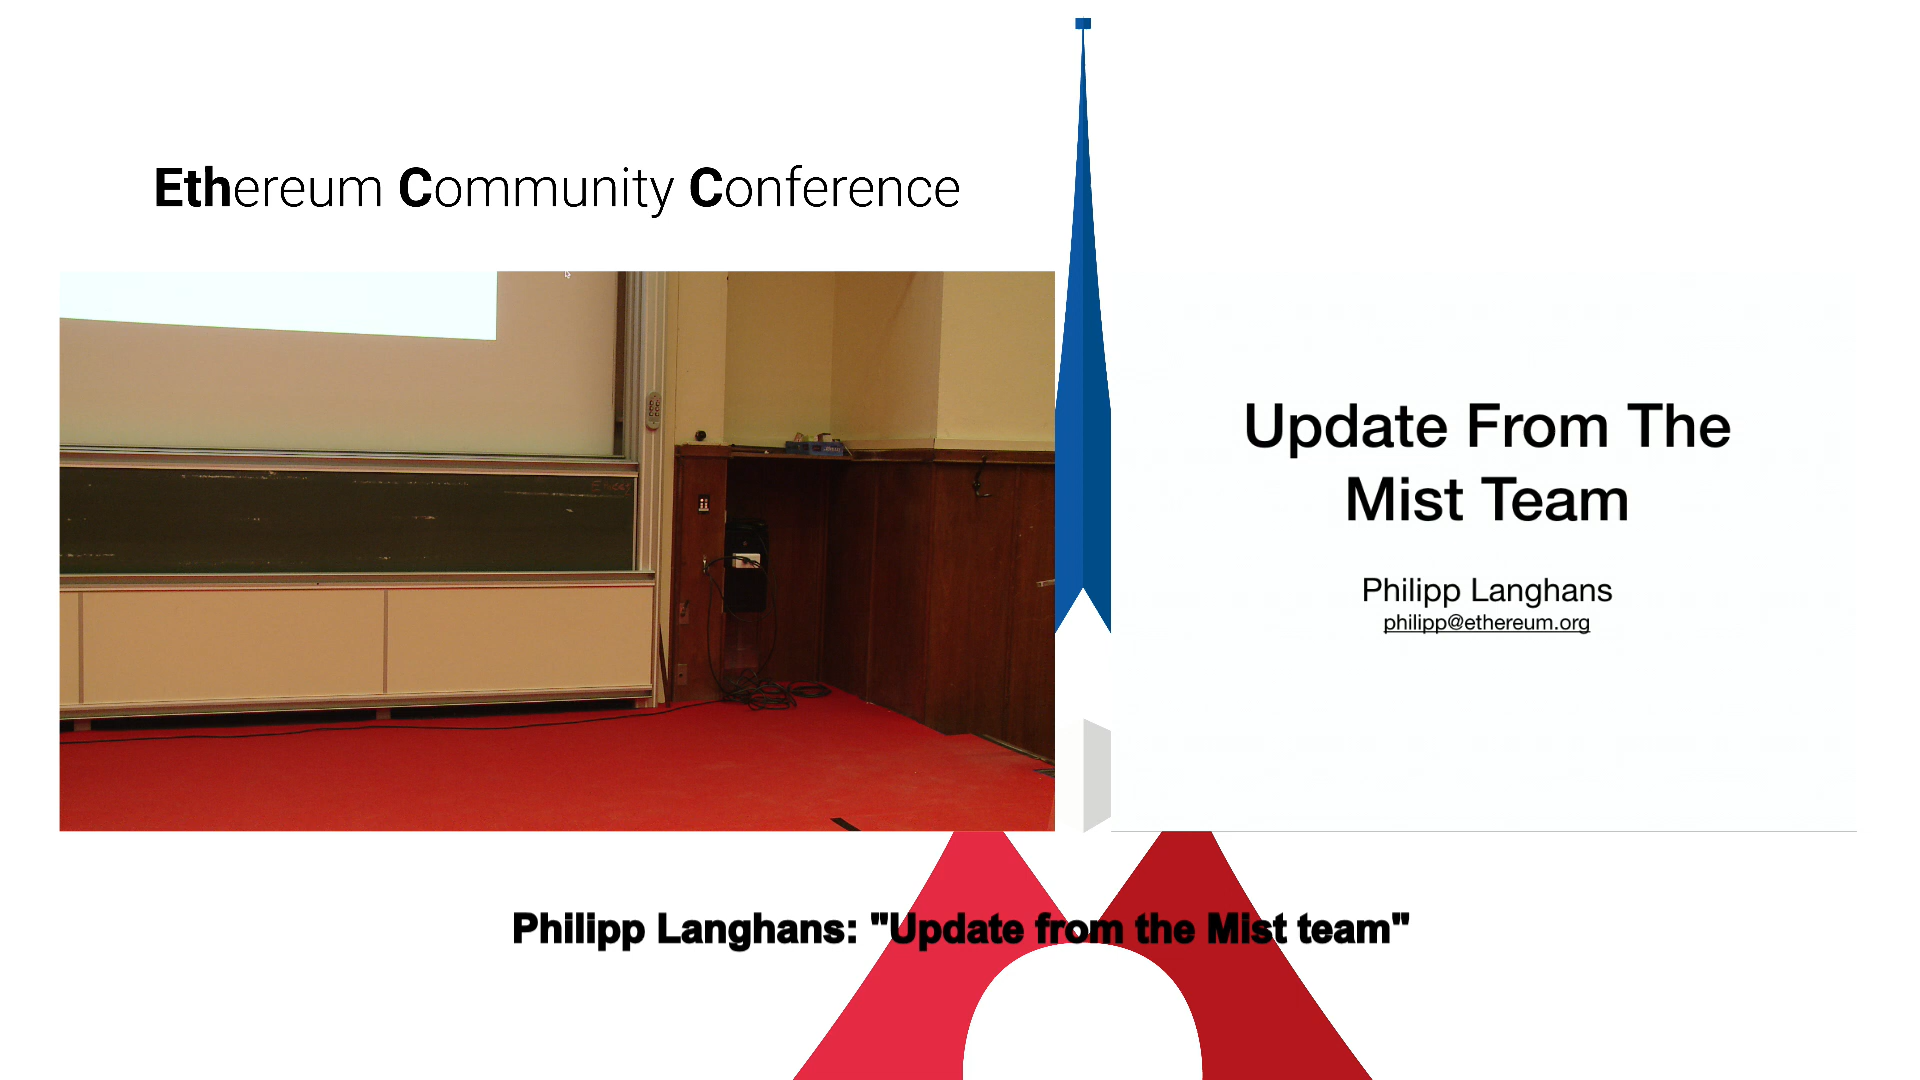 Ethereum Community Conference
Update From The
Mist Team
Philipp Langhans
philipp@ethereum.org
Philipp Langhans: "Update from the Mist team"